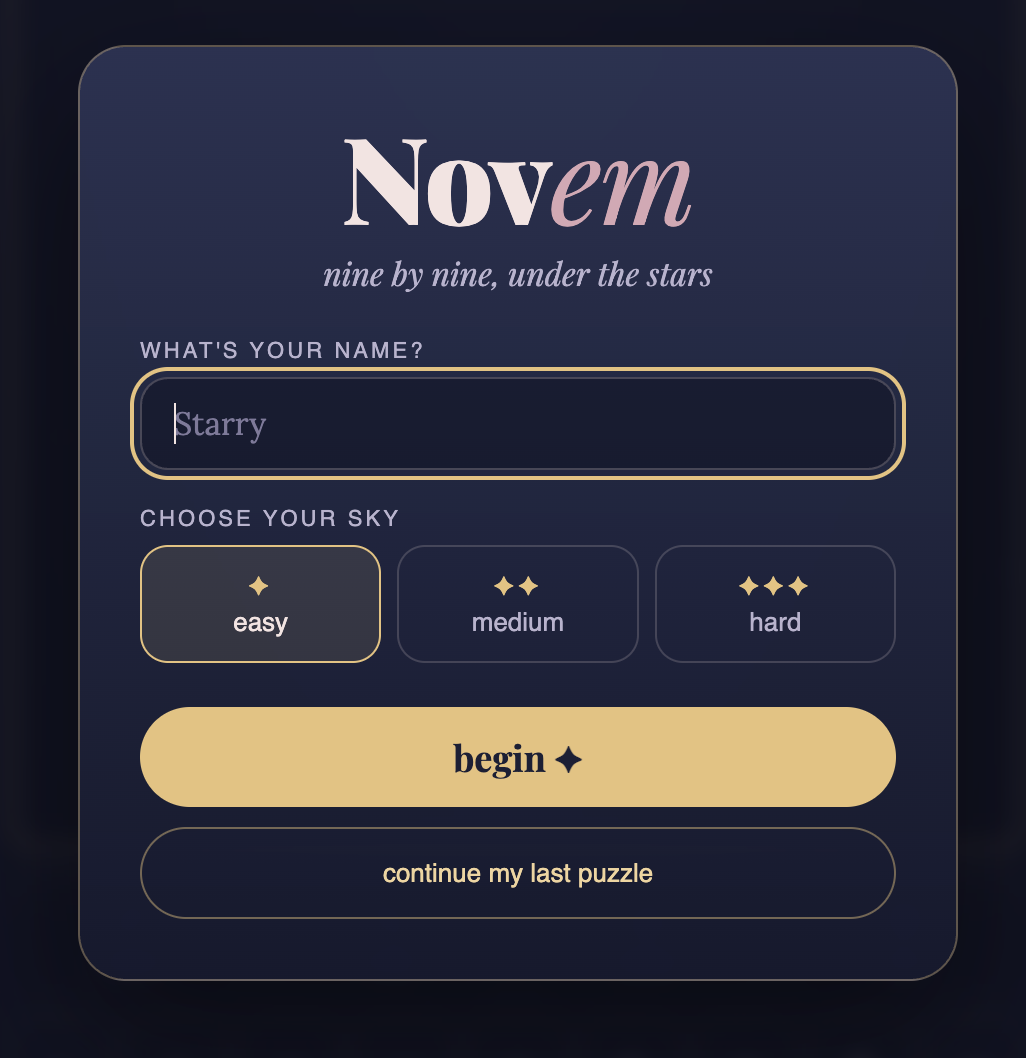 Novem
nine by nine, under the stars
WHAT'S YOUR NAME?
Starry
CHOOSE YOUR SKY
✦ ✦✦ ✦✦✦
easy medium hard
begin ✦
continue my last puzzle